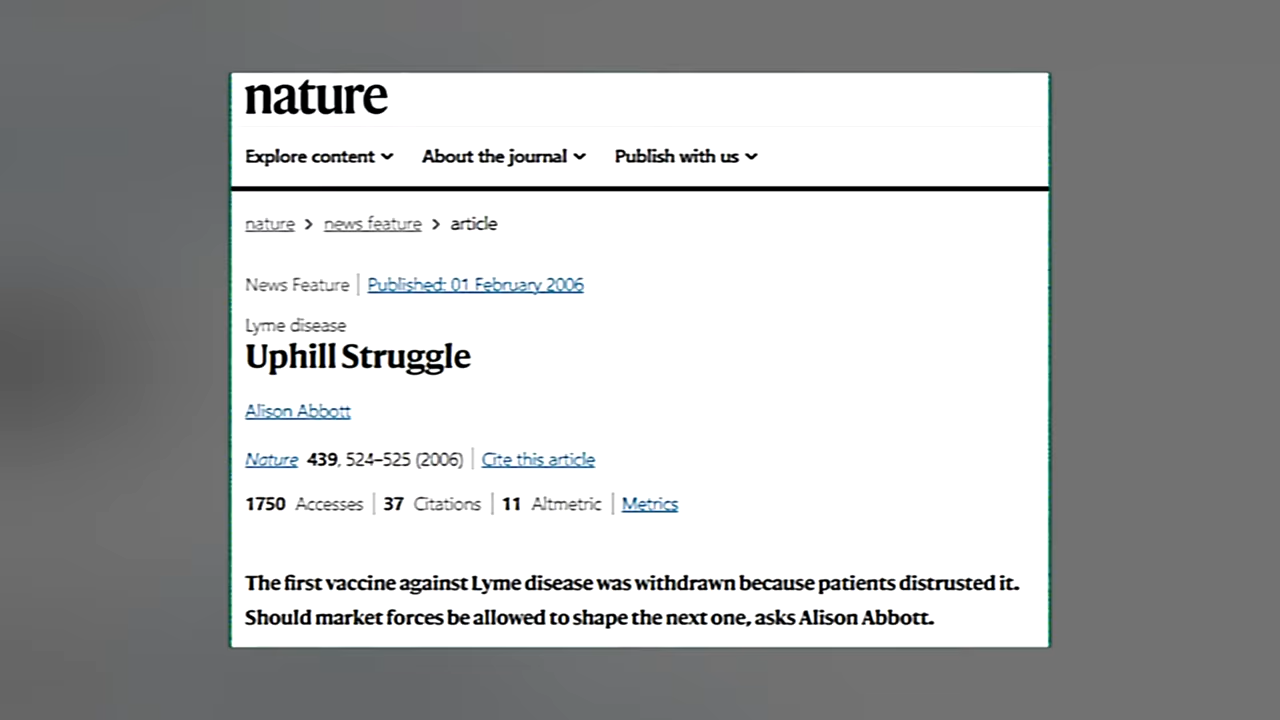 nature
Explore content About the journal Publish with us
nature > news feature > article
News Feature | Published: 01 February 2006
Lyme disease
Uphill Struggle
Alison Abbott
Nature 439, 524–525 (2006) | Cite this article
1750 Accesses | 37 Citations | 11 Altmetric | Metrics
The first vaccine against Lyme disease was withdrawn because patients distrusted it.
Should market forces be allowed to shape the next one, asks Alison Abbott.